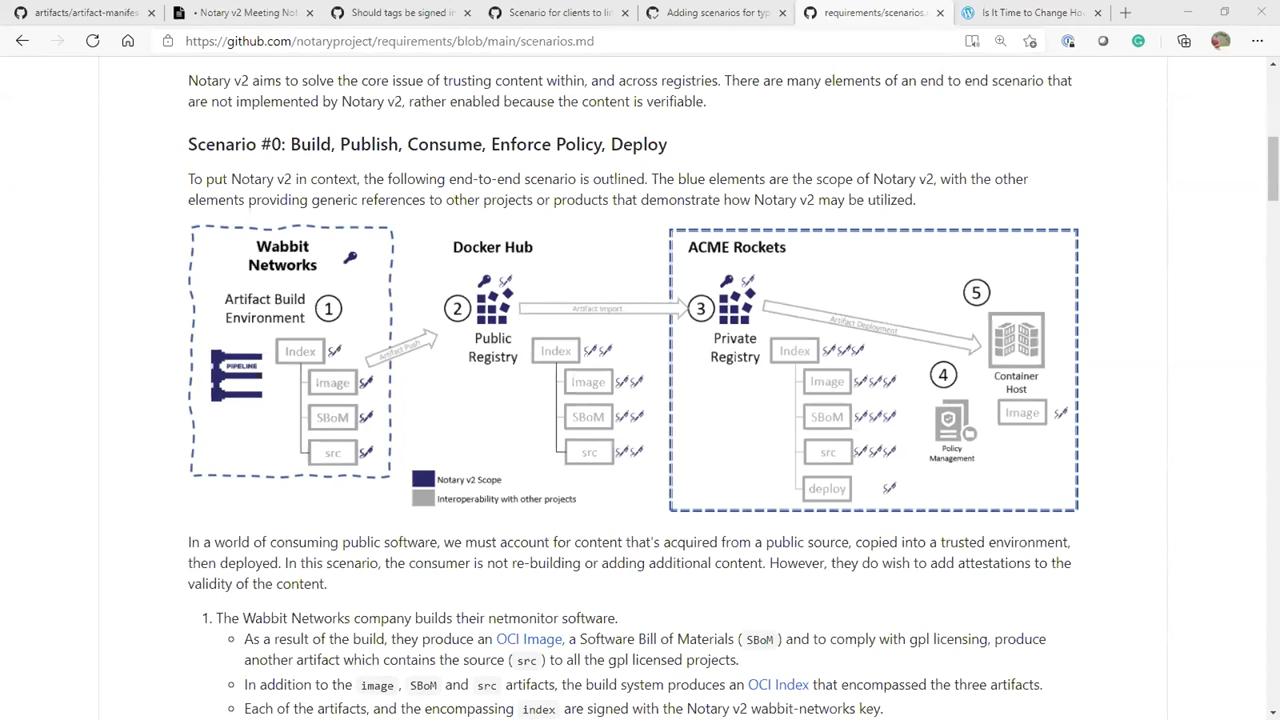 artifacts/artifact-manifes
• Notary v2 Meeting Not
Should tags be signed in
Scenario for clients to lin
Adding scenarios for typ
requirements/scenarios.
Is It Time to Change How
https://github.com/notaryproject/requirements/blob/main/scenarios.md
Notary v2 aims to solve the core issue of trusting content within, and across registries. There are many elements of an end to end scenario that
are not implemented by Notary v2, rather enabled because the content is verifiable.
Scenario #0: Build, Publish, Consume, Enforce Policy, Deploy
To put Notary v2 in context, the following end-to-end scenario is outlined. The blue elements are the scope of Notary v2, with the other
elements providing generic references to other projects or products that demonstrate how Notary v2 may be utilized.
Wabbit
Networks
Artifact Build
Environment
1
PIPELINE
Index
Image
SBoM
src
Artifact Push
Docker Hub
2
Public
Registry
Index
Image
SBoM
src
Artifact Import
Notary v2 Scope
Interoperability with other projects
ACME Rockets
3
Private
Registry
Index
Image
SBoM
src
deploy
Artifact Deployment
4
Policy
Management
5
Container
Host
Image
In a world of consuming public software, we must account for content that's acquired from a public source, copied into a trusted environment,
then deployed. In this scenario, the consumer is not re-building or adding additional content. However, they do wish to add attestations to the
validity of the content.
1. The Wabbit Networks company builds their netmonitor software.
As a result of the build, they produce an OCI Image, a Software Bill of Materials ( SBoM ) and to comply with gpl licensing, produce
another artifact which contains the source ( src ) to all the gpl licensed projects.
In addition to the image , SBoM and src artifacts, the build system produces an OCI Index that encompassed the three artifacts.
Each of the artifacts, and the encompassing index are signed with the Notary v2 wabbit-networks key.